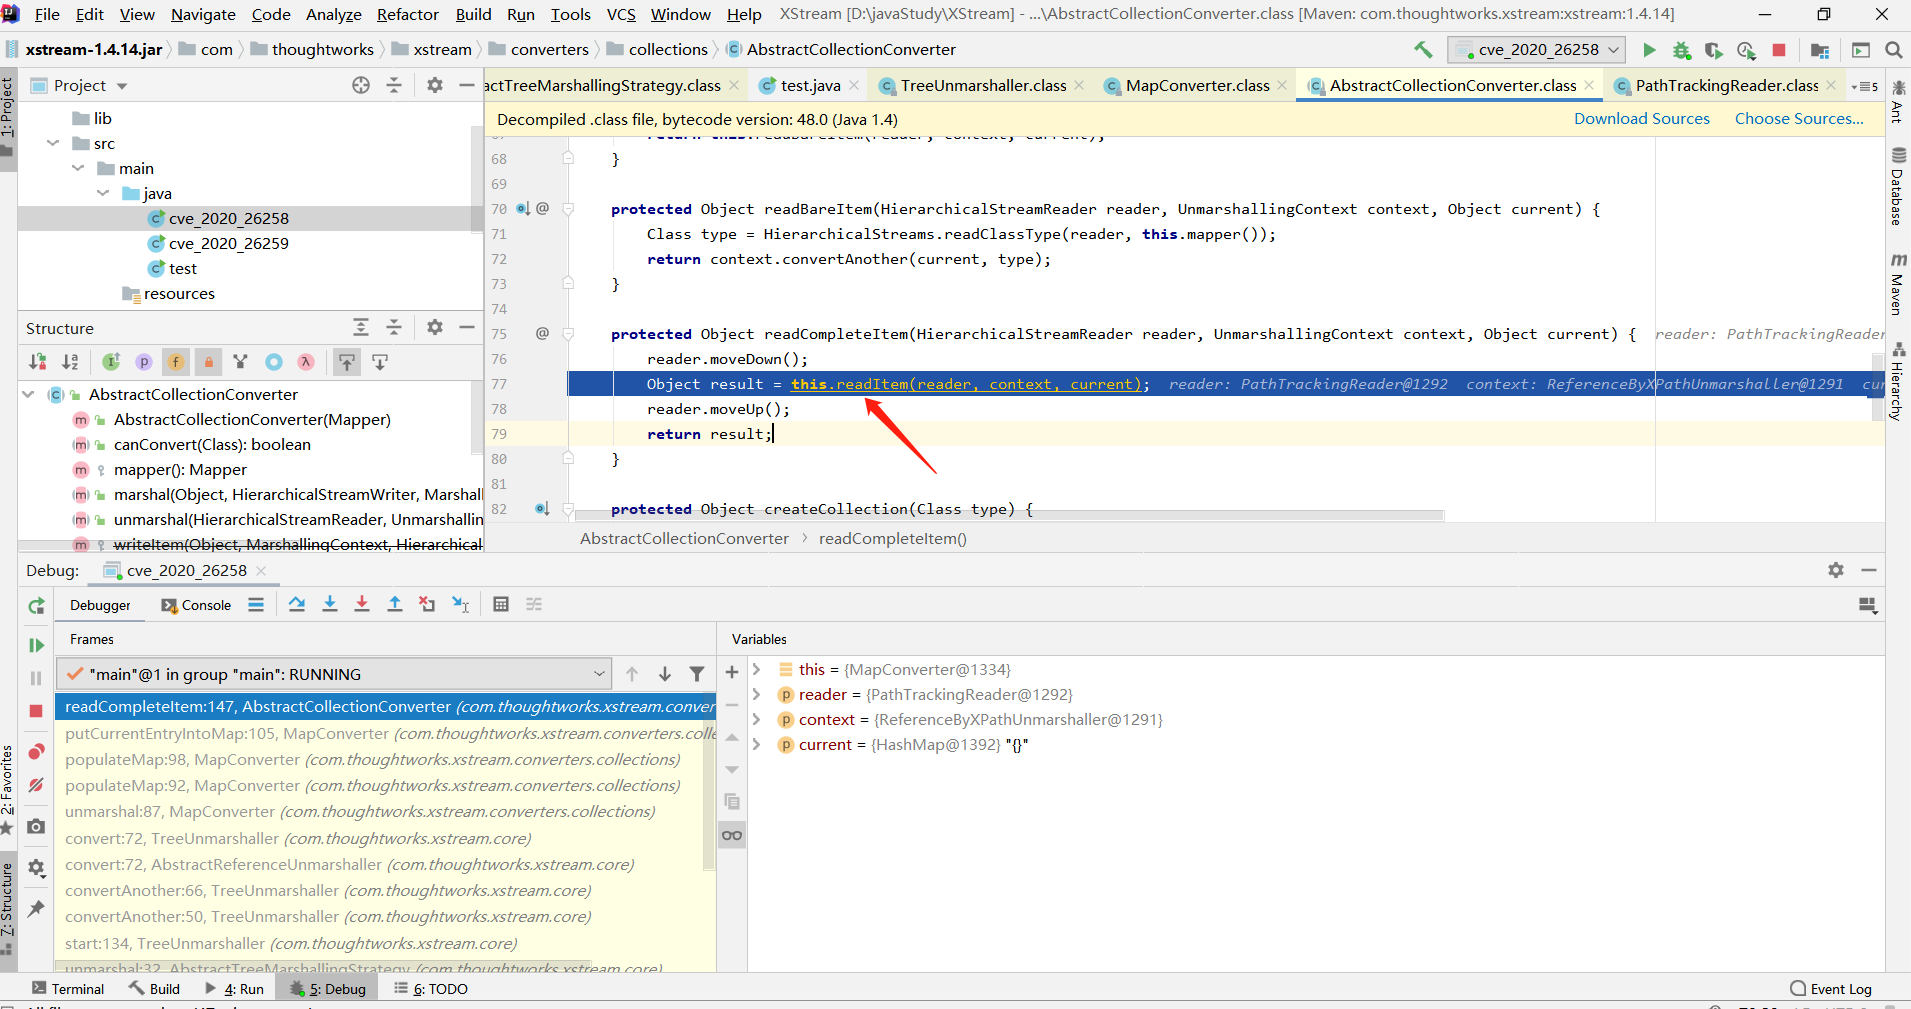 File Edit View Navigate Code Analyze Refactor Build Run Tools VCS Window Help XStream [D:\javaStudy\XStream] - ...\AbstractCollectionConverter.class [Maven: com.thoughtworks.xstream:xstream:1.4.14]
xstream-1.4.14.jar com thoughtworks xstream converters collections AbstractCollectionConverter cve_2020_26258
1: Project
Project
actTreeMarshallingStrategy.class test.java TreeUnmarshaller.class MapConverter.class AbstractCollectionConverter.class PathTrackingReader.class 5
Decompiled .class file, bytecode version: 48.0 (Java 1.4) Download Sources Choose Sources...
lib
src
main
java
cve_2020_26258
cve_2020_26259
test
resources
67 return this.readBareItem(reader, context, current);
68 }
69
70 @ protected Object readBareItem(HierarchicalStreamReader reader, UnmarshallingContext context, Object current) {
71 Class type = HierarchicalStreams.readClassType(reader, this.mapper());
72 return context.convertAnother(current, type);
73 }
74
75 @ protected Object readCompleteItem(HierarchicalStreamReader reader, UnmarshallingContext context, Object current) { reader: PathTrackingReader
76 reader.moveDown();
77 Object result = this.readItem(reader, context, current); reader: PathTrackingReader@1292 context: ReferenceByXPathUnmarshaller@1291 cur
78 reader.moveUp();
79 return result;
80 }
81
82 protected Object createCollection(Class type) {
AbstractCollectionConverter readCompleteItem()
Structure
AbstractCollectionConverter
AbstractCollectionConverter(Mapper)
canConvert(Class): boolean
mapper(): Mapper
marshal(Object, HierarchicalStreamWriter, Marshall
unmarshal(HierarchicalStreamReader, Unmarshallin
writeItem(Object, MarshallingContext, Hierarchical
Ant
Database
Maven
Hierarchy
Debug: cve_2020_26258
Debugger Console
Frames Variables
"main"@1 in group "main": RUNNING
readCompleteItem:147, AbstractCollectionConverter (com.thoughtworks.xstream.conver
putCurrentEntryIntoMap:105, MapConverter (com.thoughtworks.xstream.converters.colle
populateMap:98, MapConverter (com.thoughtworks.xstream.converters.collections)
populateMap:92, MapConverter (com.thoughtworks.xstream.converters.collections)
unmarshal:87, MapConverter (com.thoughtworks.xstream.converters.collections)
convert:72, TreeUnmarshaller (com.thoughtworks.xstream.core)
convert:72, AbstractReferenceUnmarshaller (com.thoughtworks.xstream.core)
convertAnother:66, TreeUnmarshaller (com.thoughtworks.xstream.core)
convertAnother:50, TreeUnmarshaller (com.thoughtworks.xstream.core)
start:134, TreeUnmarshaller (com.thoughtworks.xstream.core)
unmarshal:32, AbstractTreeMarshallingStrategy (com.thoughtworks.xstream.core)
this = {MapConverter@1334}
reader = {PathTrackingReader@1292}
context = {ReferenceByXPathUnmarshaller@1291}
current = {HashMap@1392} "{}"
2: Favorites
7: Structure
Terminal Build 4: Run 5: Debug 6: TODO Event Log